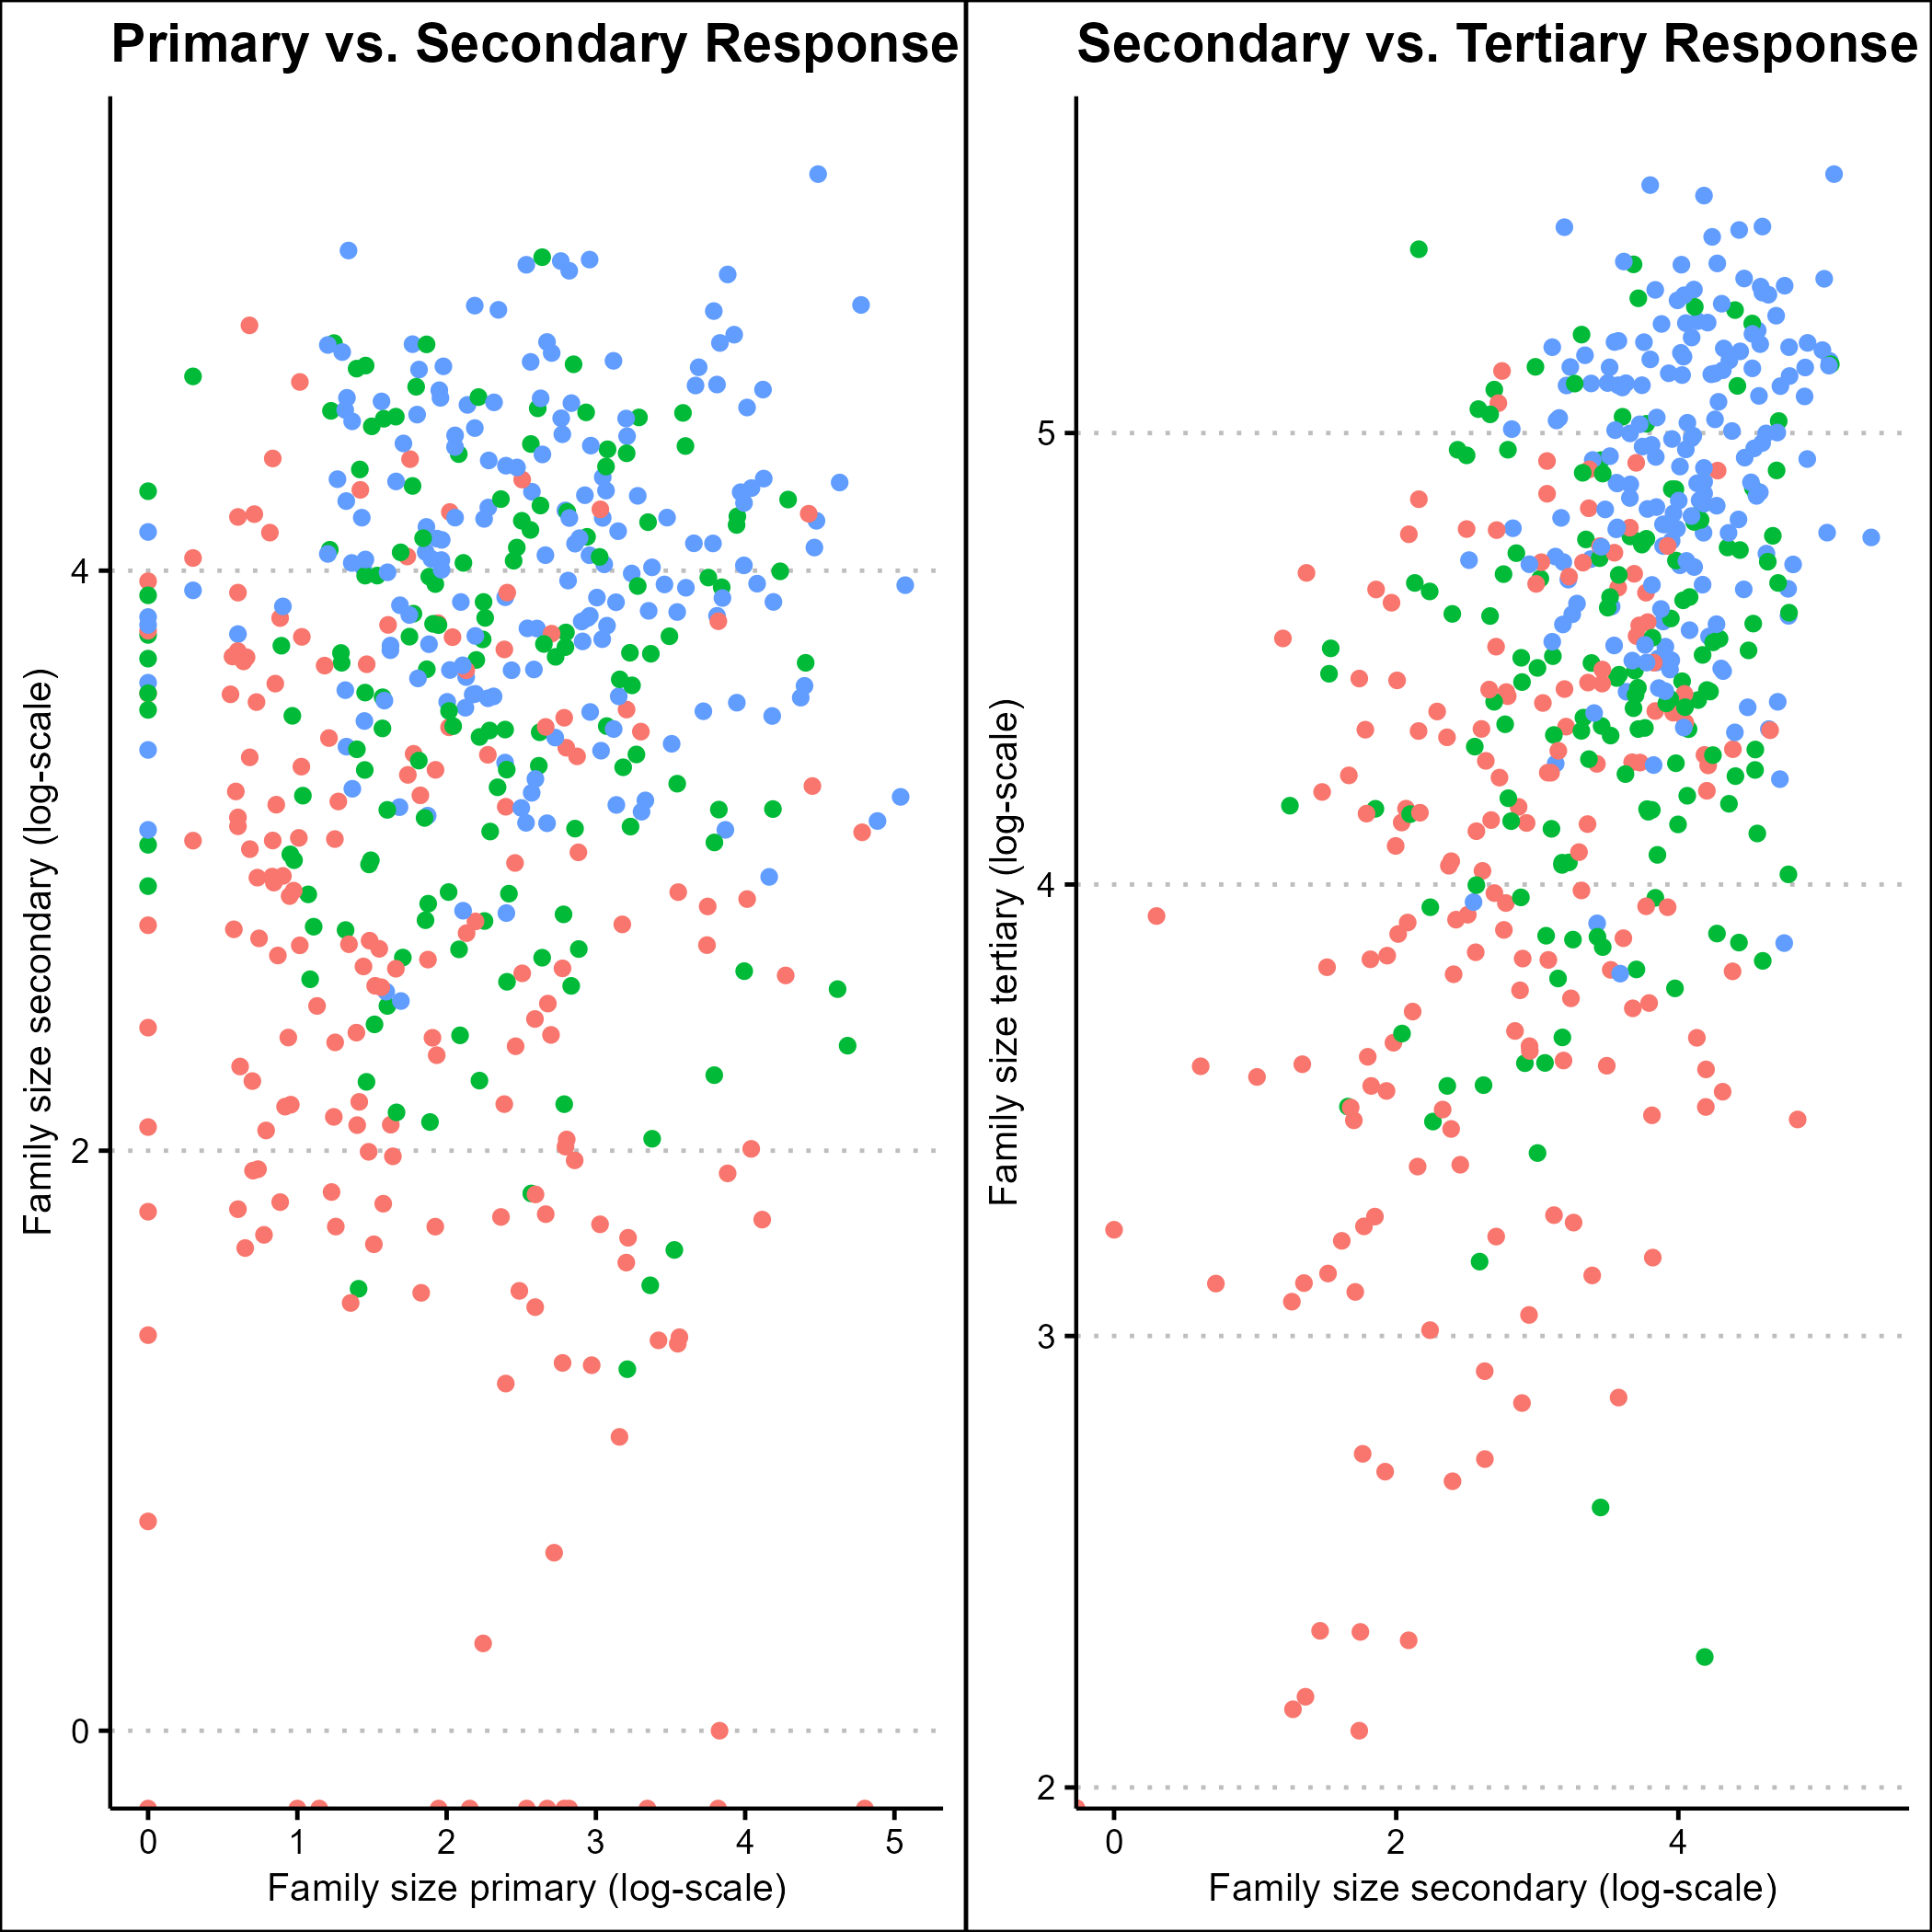 Primary vs. Secondary Response
Family size secondary (log-scale)
4
2
0
0 1 2 3 4 5
Family size primary (log-scale)
Secondary vs. Tertiary Response
Family size tertiary (log-scale)
5
4
3
2
0 2 4
Family size secondary (log-scale)